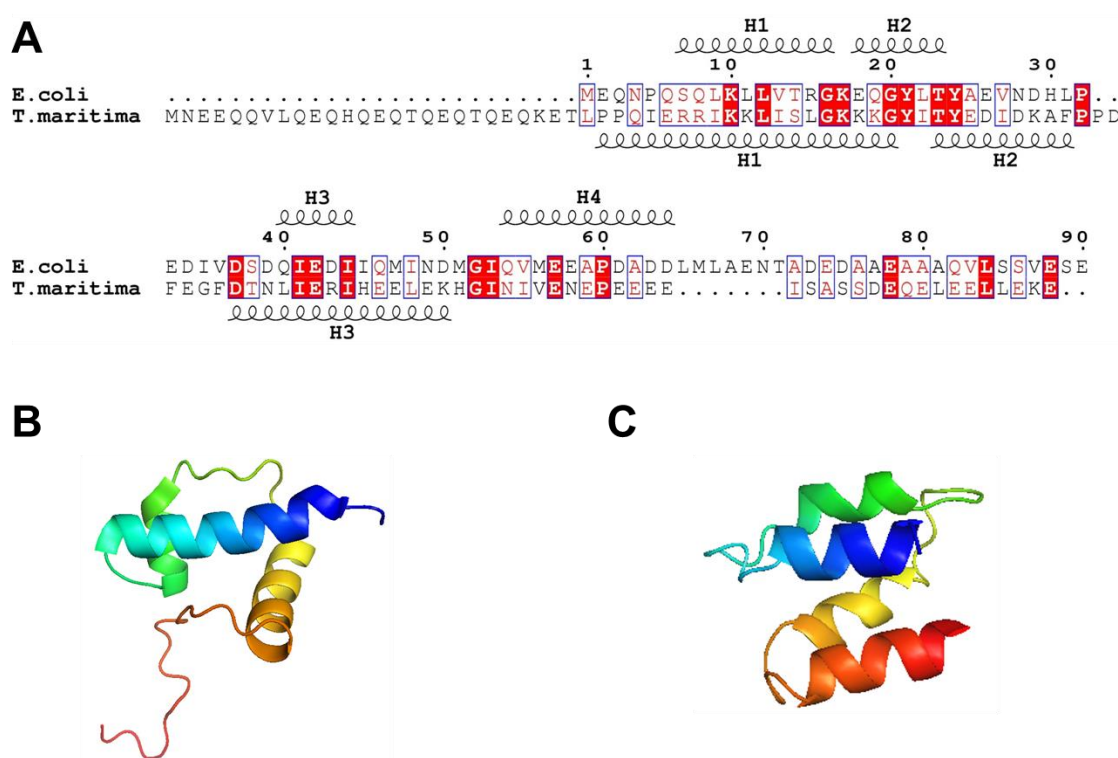 A
H1 H2
1 10 20 30
E.coli ..........................MEQNPQSQLKLLVTRGKEQGYLTYAEVNDHLP..
T.maritima MNEEQQVLQEQHQEQTQEQTQEQKETLPPQIERRIKKLISLGKKKGYITYEDIDKAFPPD
H1 H2
H3 H4
40 50 60 70 80 90
E.coli EDIVDSDQIEDIIQMINDMGIQVMEEAPDADDLMLAENTADEDAAEAAAQVLSSVESE
T.maritima FEGFDTNLIERIHEELEKHGINIVENEPEEEE.......ISASSDEQELEELLEKE..
H3
B C